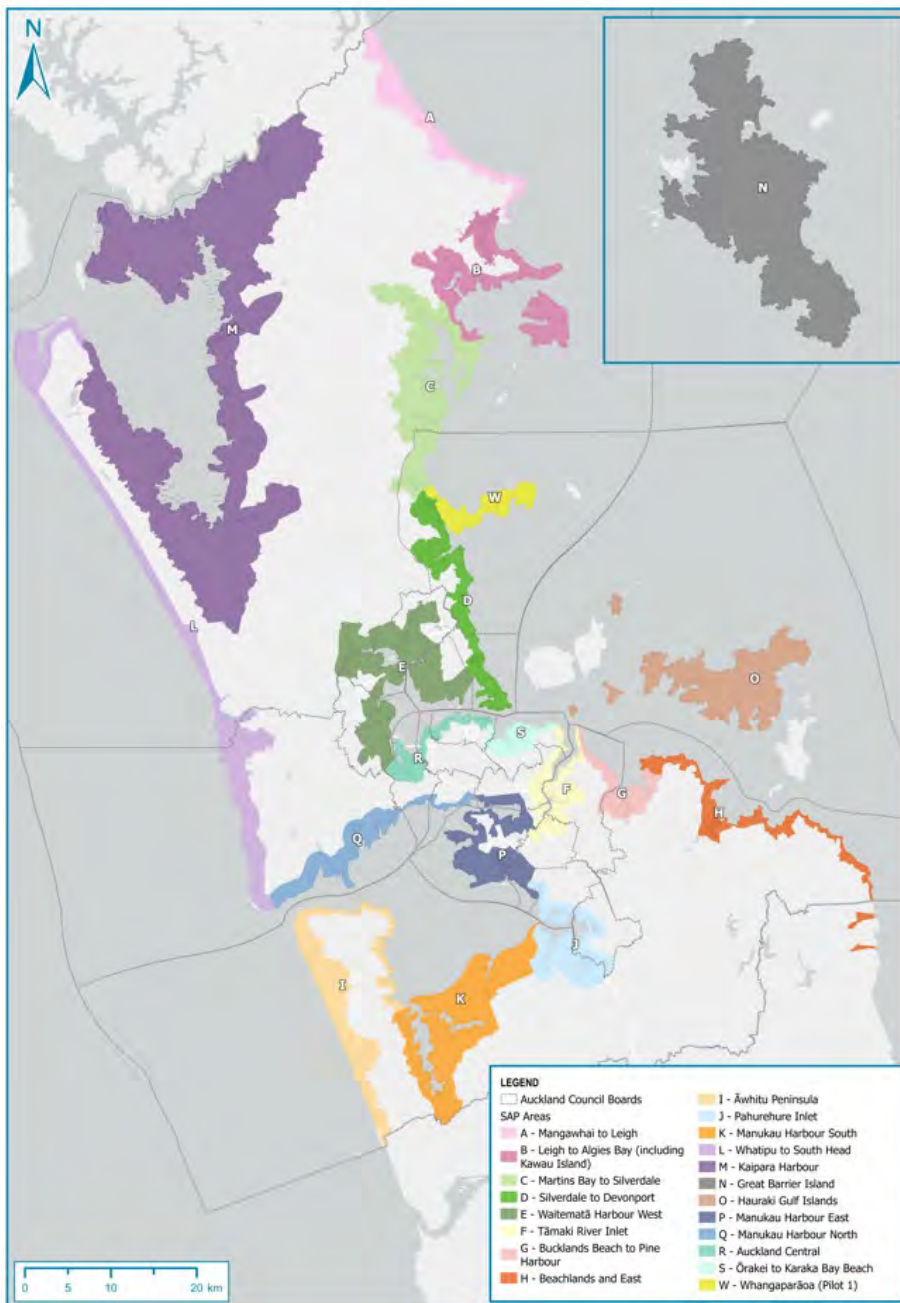 N
A
N
B
M
C
W
L
D
E
O
S
R
F
G
H
Q
P
J
I
K
LEGEND
Auckland Council Boards
SAP Areas
A - Mangawhai to Leigh
B - Leigh to Algies Bay (including
Kawau Island)
C - Martins Bay to Silverdale
D - Silverdale to Devonport
E - Waitematā Harbour West
F - Tāmaki River Inlet
G - Bucklands Beach to Pine
Harbour
H - Beachlands and East
I - Āwhitu Peninsula
J - Pahurehure Inlet
K - Manukau Harbour South
L - Whatipu to South Head
M - Kaipara Harbour
N - Great Barrier Island
O - Hauraki Gulf Islands
P - Manukau Harbour East
Q - Manukau Harbour North
R - Auckland Central
S - Ōrakei to Karaka Bay Beach
W - Whangaparāoa (Pilot 1)
0 5 10 20 km